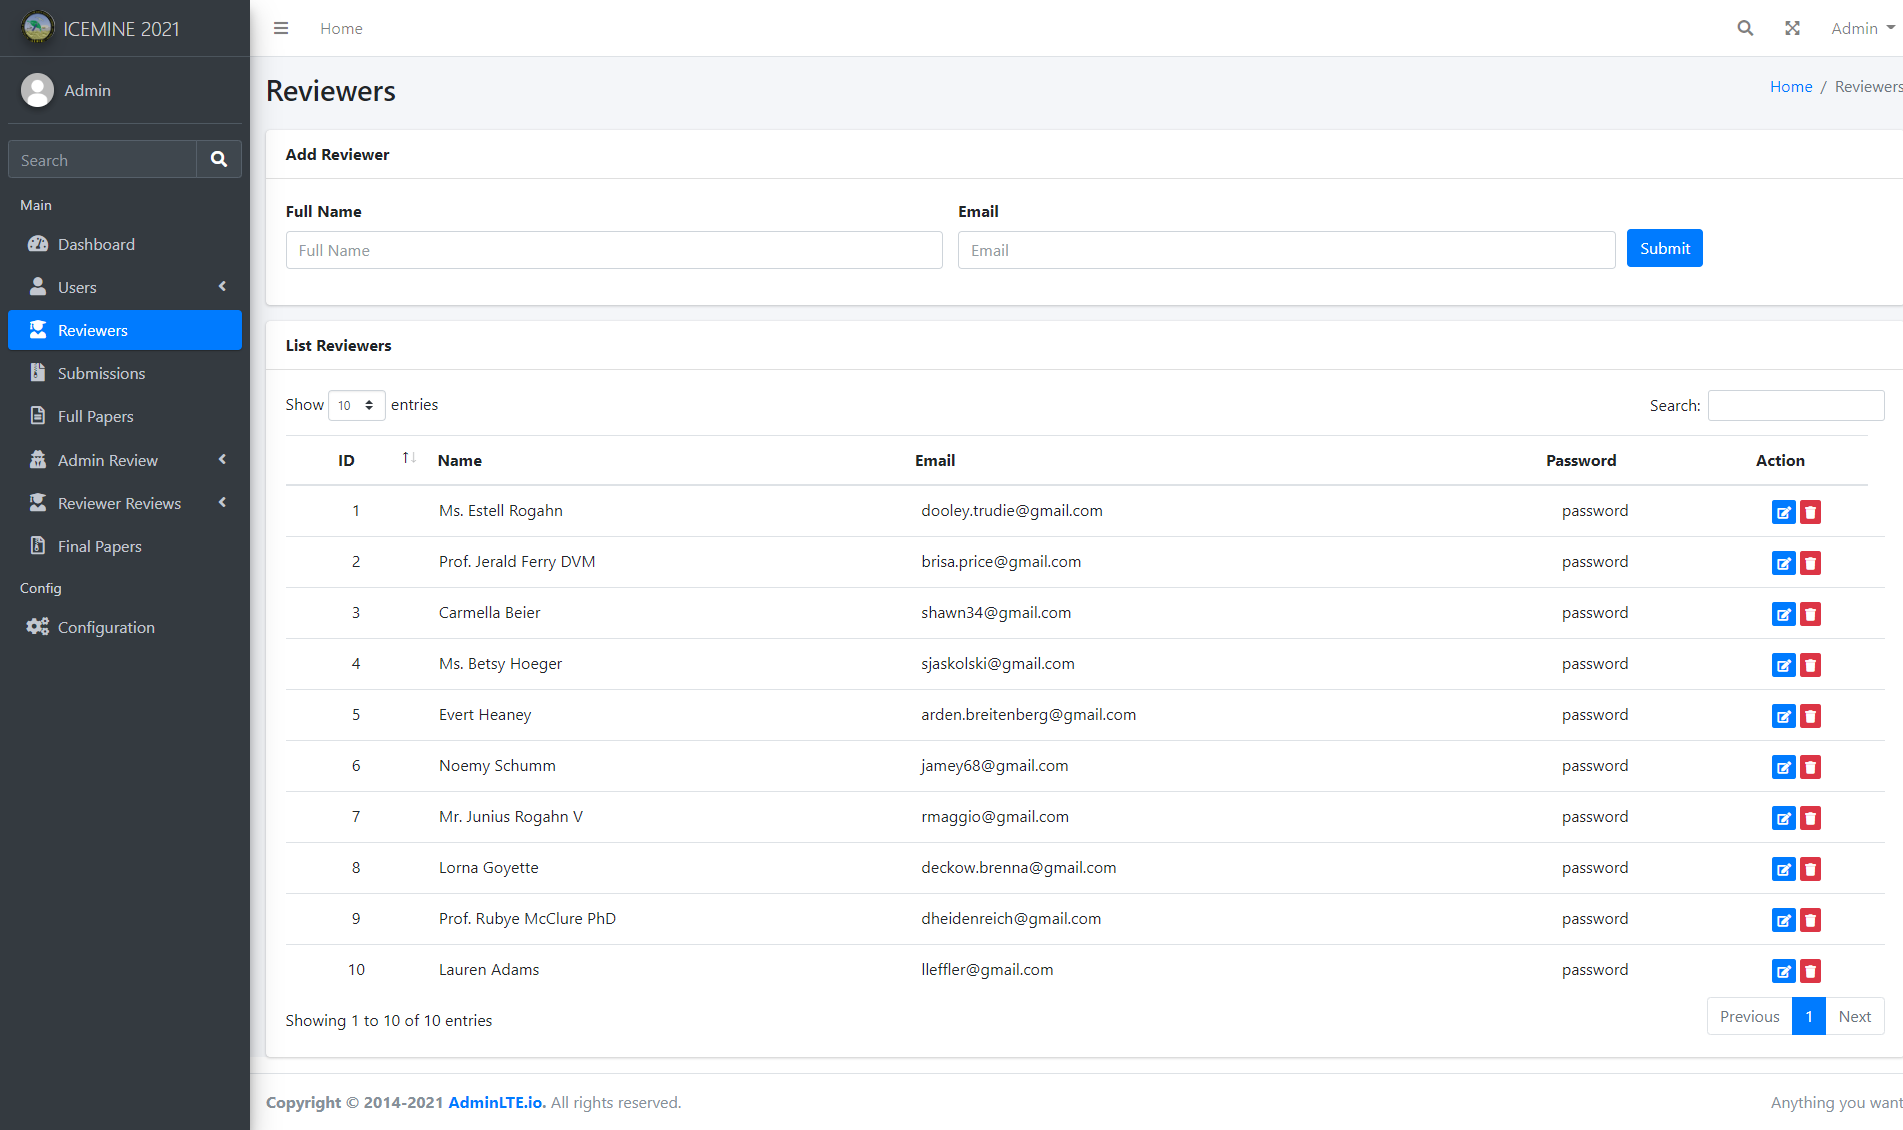 ICEMINE 2021
Home
Admin
Admin
Search
Main
Dashboard
Users
Reviewers
Submissions
Full Papers
Admin Review
Reviewer Reviews
Final Papers
Config
Configuration
Reviewers
Home / Reviewers
Add Reviewer
Full Name Email
Full Name Email Submit
List Reviewers
Show 10 entries Search:
ID Name Email Password Action
1 Ms. Estell Rogahn dooley.trudie@gmail.com password
2 Prof. Jerald Ferry DVM brisa.price@gmail.com password
3 Carmella Beier shawn34@gmail.com password
4 Ms. Betsy Hoeger sjaskolski@gmail.com password
5 Evert Heaney arden.breitenberg@gmail.com password
6 Noemy Schumm jamey68@gmail.com password
7 Mr. Junius Rogahn V rmaggio@gmail.com password
8 Lorna Goyette deckow.brenna@gmail.com password
9 Prof. Rubye McClure PhD dheidenreich@gmail.com password
10 Lauren Adams lleffler@gmail.com password
Showing 1 to 10 of 10 entries
Previous 1 Next
Copyright © 2014-2021 AdminLTE.io. All rights reserved.
Anything you want